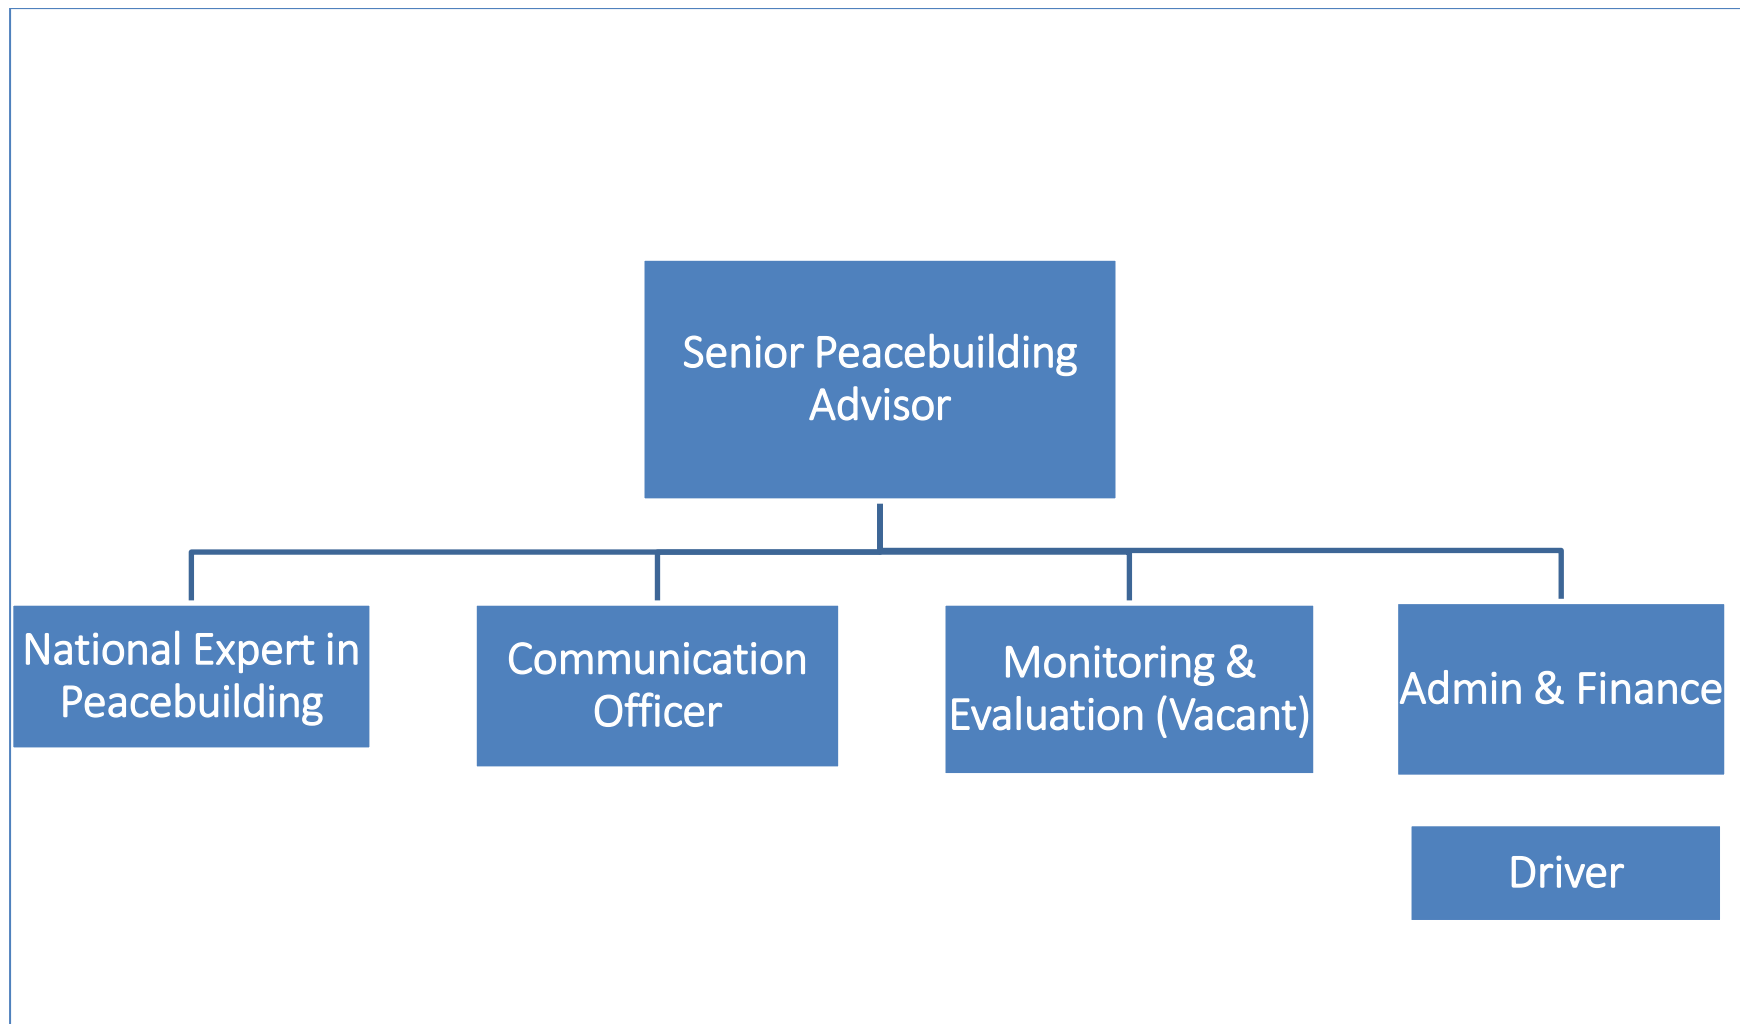 Senior Peacebuilding
Advisor
National Expert in
Peacebuilding
Communication
Officer
Monitoring &
Evaluation (Vacant)
Admin & Finance
Driver